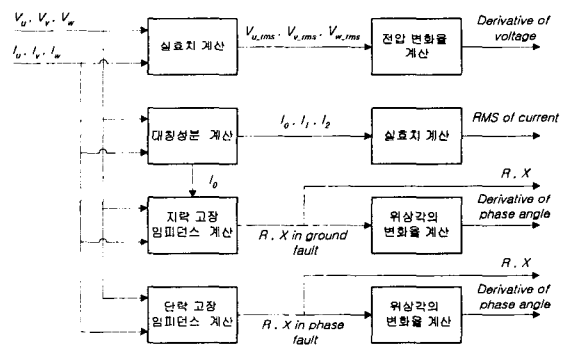 V_u . V_v . V_w
I_u . I_v . I_w
실효치 계산
V_u_rms . V_v_rms . V_w_rms
전압 변화율
계산
Derivative of
voltage
대칭성분 계산
I_0 . I_1 . I_2
실효치 계산
RMS of current
I_0
지락 고장
임피던스 계산
R . X in ground
fault
위상각의
변화율 계산
R . X
Derivative of
phase angle
단락 고장
임피던스 계산
R . X in phase
fault
위상각의
변화율 계산
R . X
Derivative of
phase angle